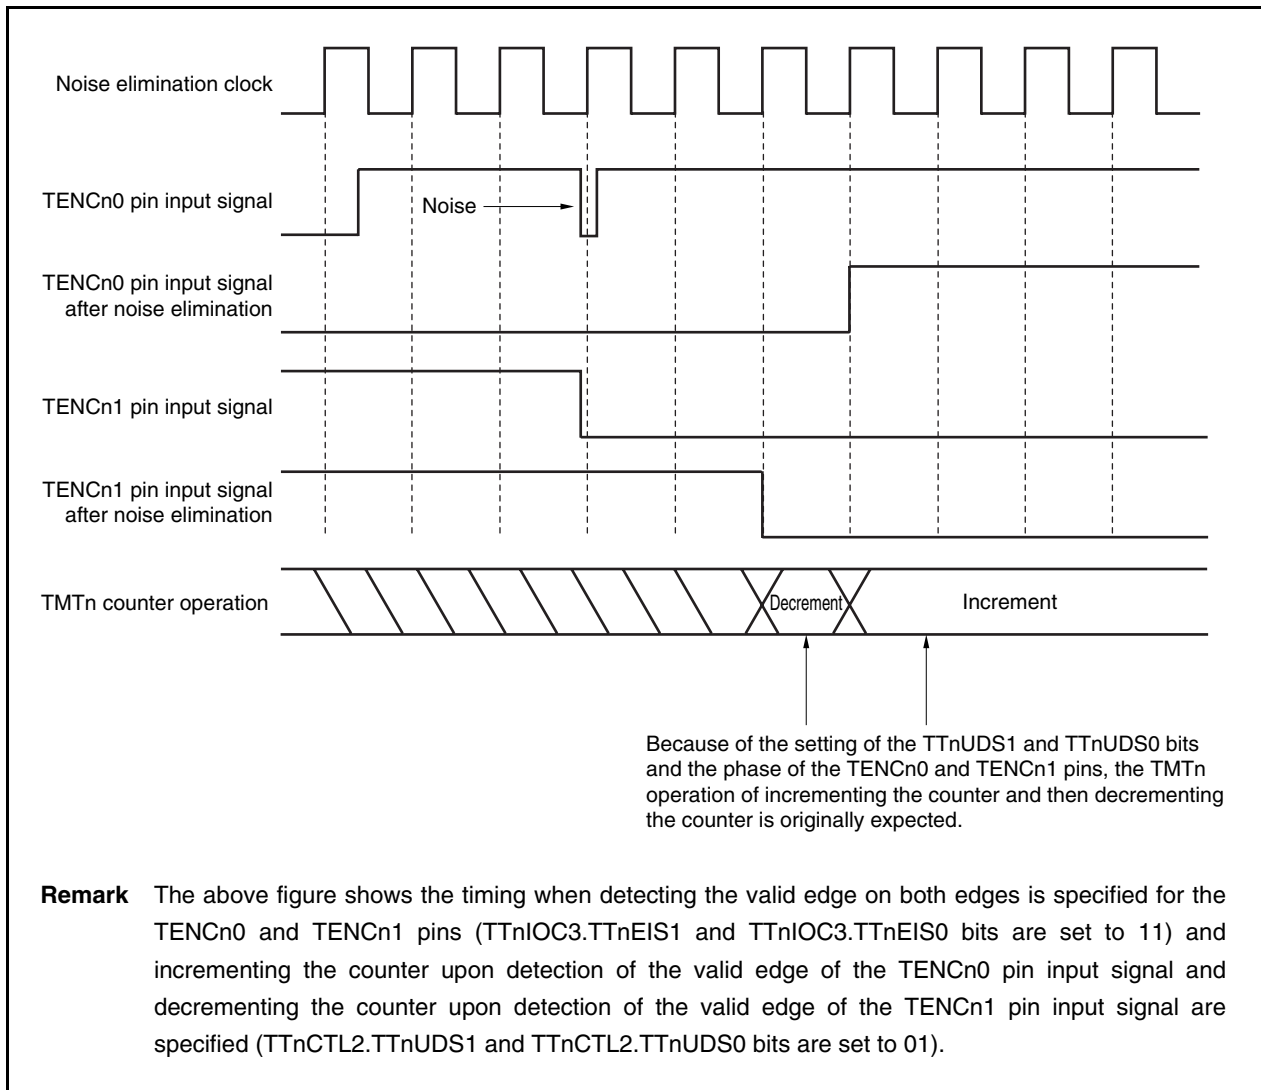 Noise elimination clock
TENCn0 pin input signal
Noise
TENCn0 pin input signal
after noise elimination
TENCn1 pin input signal
TENCn1 pin input signal
after noise elimination
TMTn counter operation
Decrement
Increment
Because of the setting of the TTnUDS1 and TTnUDS0 bits
and the phase of the TENCn0 and TENCn1 pins, the TMTn
operation of incrementing the counter and then decrementing
the counter is originally expected.
Remark The above figure shows the timing when detecting the valid edge on both edges is specified for the
TENCn0 and TENCn1 pins (TTnIOC3.TTnEIS1 and TTnIOC3.TTnEIS0 bits are set to 11) and
incrementing the counter upon detection of the valid edge of the TENCn0 pin input signal and
decrementing the counter upon detection of the valid edge of the TENCn1 pin input signal are
specified (TTnCTL2.TTnUDS1 and TTnCTL2.TTnUDS0 bits are set to 01).